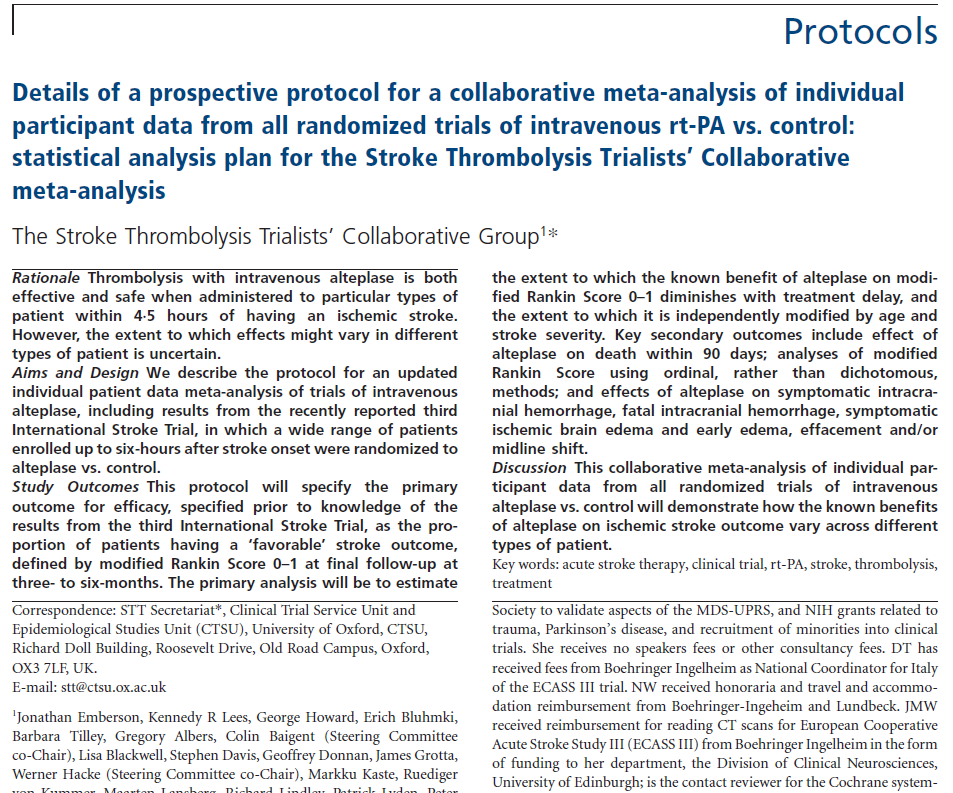 Protocols
Details of a prospective protocol for a collaborative meta-analysis of individual
participant data from all randomized trials of intravenous rt-PA vs. control:
statistical analysis plan for the Stroke Thrombolysis Trialists’ Collaborative
meta-analysis
The Stroke Thrombolysis Trialists’ Collaborative Group1*
Rationale Thrombolysis with intravenous alteplase is both
effective and safe when administered to particular types of
patient within 4·5 hours of having an ischemic stroke.
However, the extent to which effects might vary in different
types of patient is uncertain.
Aims and Design We describe the protocol for an updated
individual patient data meta-analysis of trials of intravenous
alteplase, including results from the recently reported third
International Stroke Trial, in which a wide range of patients
enrolled up to six-hours after stroke onset were randomized to
alteplase vs. control.
Study Outcomes This protocol will specify the primary
outcome for efficacy, specified prior to knowledge of the
results from the third International Stroke Trial, as the pro-
portion of patients having a ‘favorable’ stroke outcome,
defined by modified Rankin Score 0–1 at final follow-up at
three- to six-months. The primary analysis will be to estimate
the extent to which the known benefit of alteplase on modi-
fied Rankin Score 0–1 diminishes with treatment delay, and
the extent to which it is independently modified by age and
stroke severity. Key secondary outcomes include effect of
alteplase on death within 90 days; analyses of modified
Rankin Score using ordinal, rather than dichotomous,
methods; and effects of alteplase on symptomatic intracra-
nial hemorrhage, fatal intracranial hemorrhage, symptomatic
ischemic brain edema and early edema, effacement and/or
midline shift.
Discussion This collaborative meta-analysis of individual par-
ticipant data from all randomized trials of intravenous
alteplase vs. control will demonstrate how the known benefits
of alteplase on ischemic stroke outcome vary across different
types of patient.
Key words: acute stroke therapy, clinical trial, rt-PA, stroke, thrombolysis,
treatment
Correspondence: STT Secretariat*, Clinical Trial Service Unit and
Epidemiological Studies Unit (CTSU), University of Oxford, CTSU,
Richard Doll Building, Roosevelt Drive, Old Road Campus, Oxford,
OX3 7LF, UK.
E-mail: stt@ctsu.ox.ac.uk
1Jonathan Emberson, Kennedy R Lees, George Howard, Erich Bluhmki,
Barbara Tilley, Gregory Albers, Colin Baigent (Steering Committee
co-Chair), Lisa Blackwell, Stephen Davis, Geoffrey Donnan, James Grotta,
Werner Hacke (Steering Committee co-Chair), Markku Kaste, Ruediger
von Kummer, Maarten Lansberg, Richard Lindley, Patrick Lyden, Peter
Society to validate aspects of the MDS-UPRS, and NIH grants related to
trauma, Parkinson’s disease, and recruitment of minorities into clinical
trials. She receives no speakers fees or other consultancy fees. DT has
received fees from Boehringer Ingelheim as National Coordinator for Italy
of the ECASS III trial. NW received honoraria and travel and accommo-
dation reimbursement from Boehringer-Ingeheim and Lundbeck. JMW
received reimbursement for reading CT scans for European Cooperative
Acute Stroke Study III (ECASS III) from Boehringer Ingelheim in the form
of funding to her department, the Division of Clinical Neurosciences,
University of Edinburgh; is the contact reviewer for the Cochrane system-